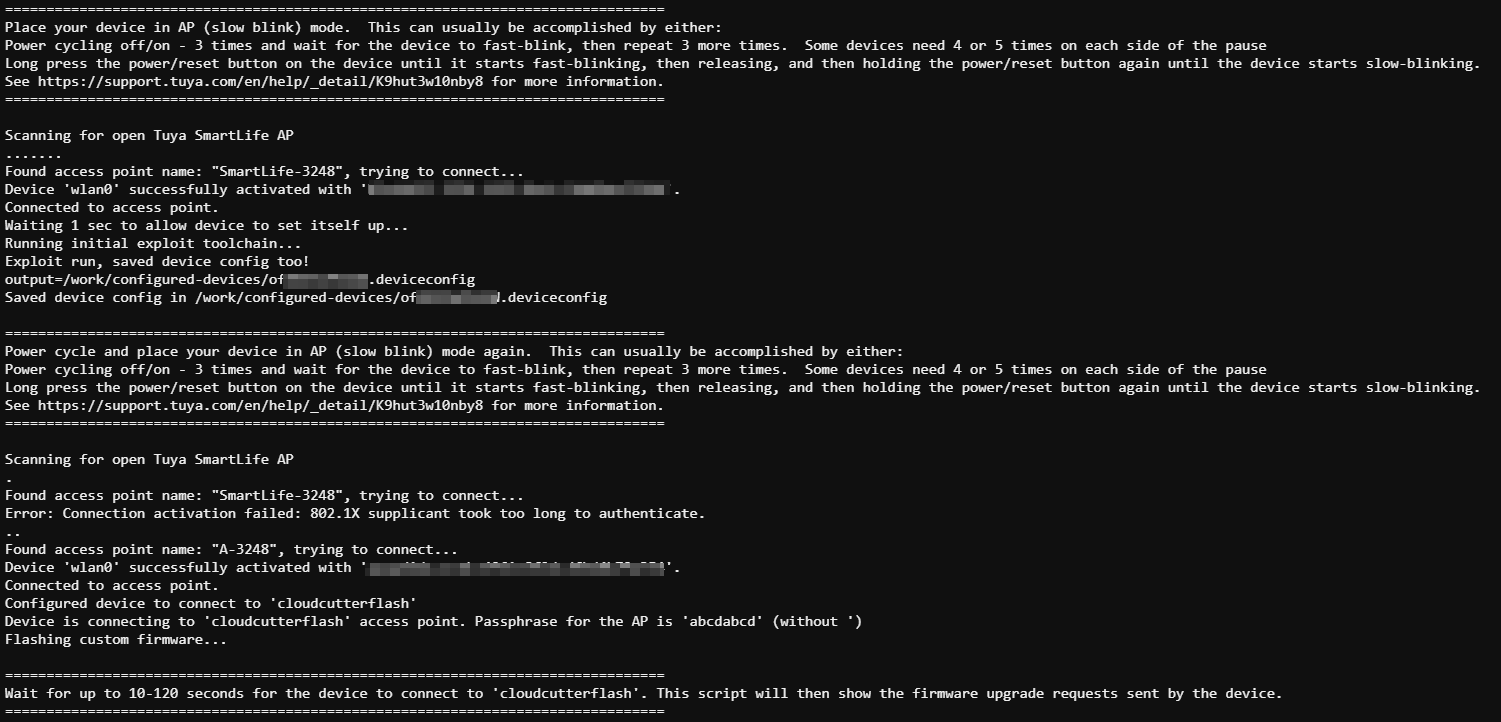 ================================================================================
Place your device in AP (slow blink) mode.  This can usually be accomplished by either:
Power cycling off/on - 3 times and wait for the device to fast-blink, then repeat 3 more times.  Some devices need 4 or 5 times on each side of the pause
Long press the power/reset button on the device until it starts fast-blinking, then releasing, and then holding the power/reset button again until the device starts slow-blinking.
See https://support.tuya.com/en/help/_detail/K9hut3w10nby8 for more information.
================================================================================
Scanning for open Tuya SmartLife AP
.......
Found access point name: "SmartLife-3248", trying to connect...
Device 'wlan0' successfully activated with ' '.
Connected to access point.
Waiting 1 sec to allow device to set itself up...
Running initial exploit toolchain...
Exploit run, saved device config too!
output=/work/configured-devices/of .deviceconfig
Saved device config in /work/configured-devices/of .deviceconfig
================================================================================
Power cycle and place your device in AP (slow blink) mode again.  This can usually be accomplished by either:
Power cycling off/on - 3 times and wait for the device to fast-blink, then repeat 3 more times.  Some devices need 4 or 5 times on each side of the pause
Long press the power/reset button on the device until it starts fast-blinking, then releasing, and then holding the power/reset button again until the device starts slow-blinking.
See https://support.tuya.com/en/help/_detail/K9hut3w10nby8 for more information.
================================================================================
Scanning for open Tuya SmartLife AP
.
Found access point name: "SmartLife-3248", trying to connect...
Error: Connection activation failed: 802.1X supplicant took too long to authenticate.
..
Found access point name: "A-3248", trying to connect...
Device 'wlan0' successfully activated with ' '.
Connected to access point.
Configured device to connect to 'cloudcutterflash'
Device is connecting to 'cloudcutterflash' access point. Passphrase for the AP is 'abcdabcd' (without ')
Flashing custom firmware...
================================================================================
Wait for up to 10-120 seconds for the device to connect to 'cloudcutterflash'. This script will then show the firmware upgrade requests sent by the device.
================================================================================